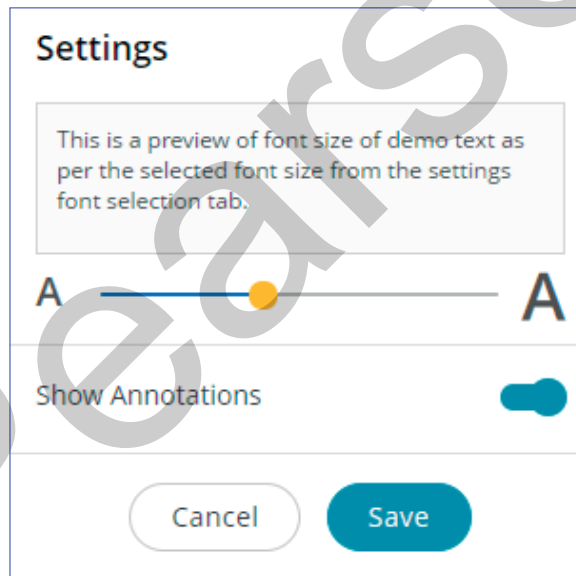 Settings
This is a preview of font size of demo text as
per the selected font size from the settings
font selection tab.
A A
Show Annotations
Cancel Save